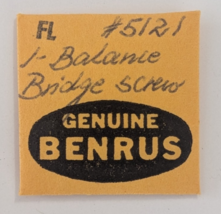 FL #5121
1-Balance
Bridge screw
GENUINE
BENRUS